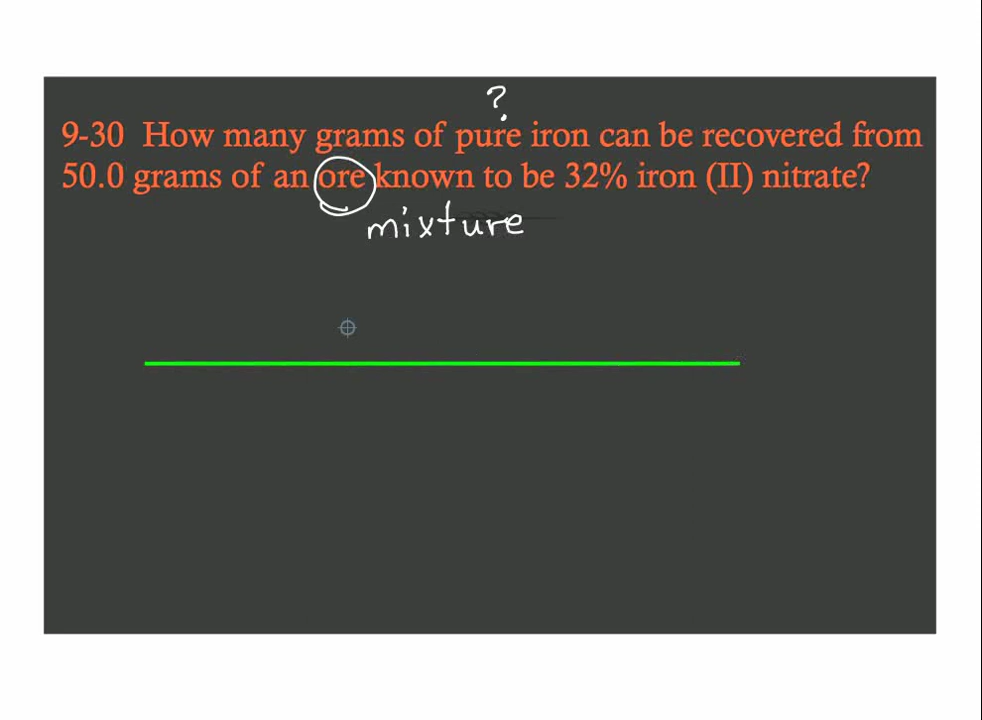 ?
9-30 How many grams of pure iron can be recovered from
50.0 grams of an ore known to be 32% iron (II) nitrate?
mixture